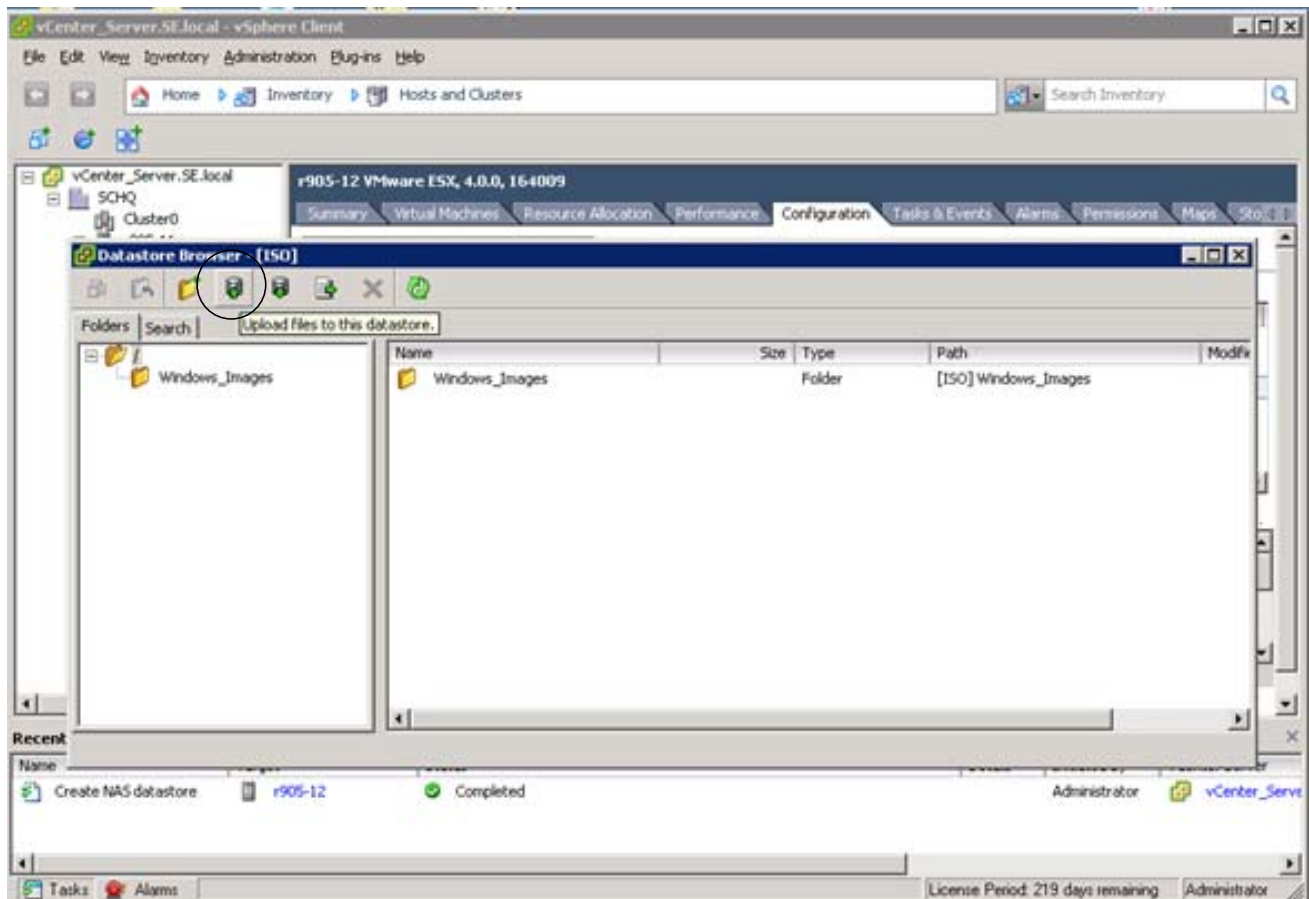 vCenter_Server.SE.local - vSphere Client
File Edit View Inventory Administration Plug-ins Help
Home Inventory Hosts and Clusters Search Inventory
vCenter_Server.SE.local
SCHQ
Cluster0
r905-12 VMware ESX, 4.0.0, 164009
Summary Virtual Machines Resource Allocation Performance Configuration Tasks & Events Alarms Permissions Maps
Datastore Browser - [ISO]
Folders Search
Upload files to this datastore.
/
Windows_Images
Name Size Type Path
Windows_Images Folder [ISO] Windows_Images
Recent
Name
Create NAS datastore r905-12 Completed Administrator vCenter_Serve
Tasks Alarms License Period: 219 days remaining Administrator